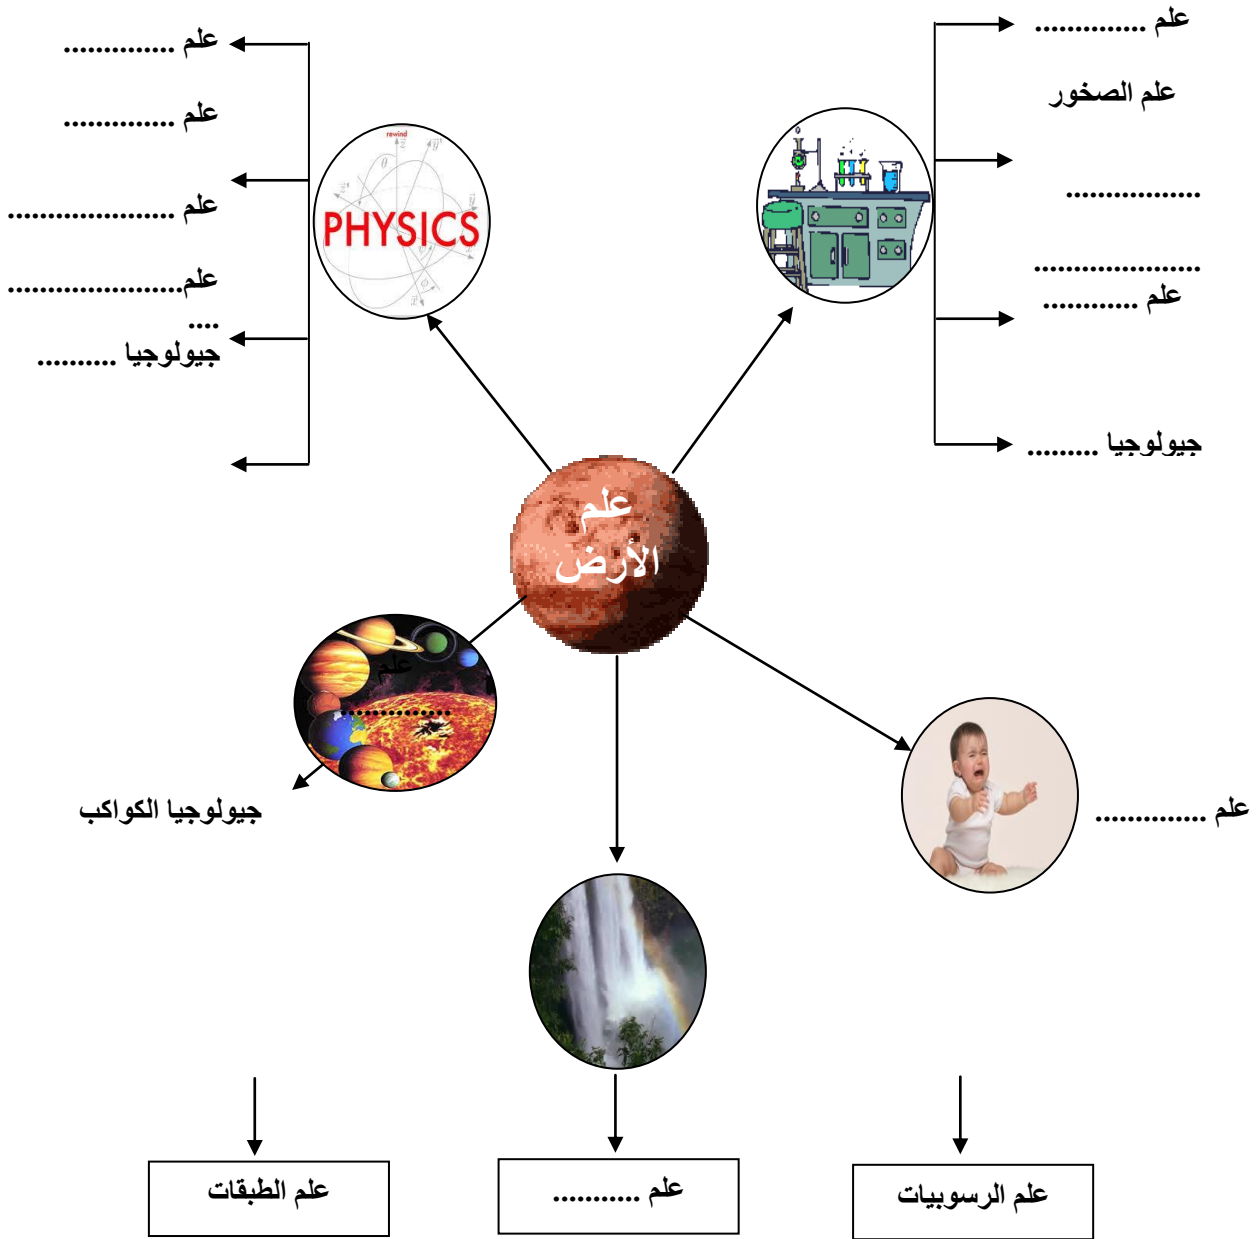 علم ..............
علم الصخور
.................
.....................
علم ............
جيولوجيا .........
علم ..............
علم ..............
علم .....................
علم......................
....
جيولوجيا ..........
rewind
PHYSICS
علم
الأرض
علم
..............
جيولوجيا الكواكب
علم ..............
علم الرسوبيات
علم ...........
علم الطبقات